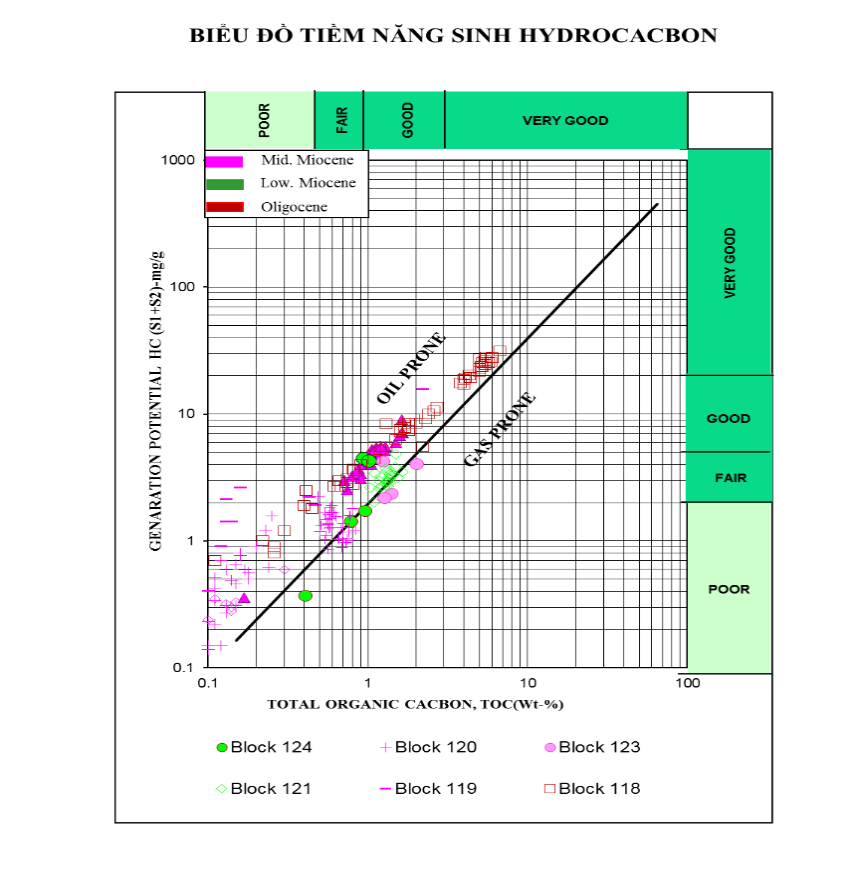 BIỂU ĐỒ TIỀM NĂNG SINH HYDROCACBON
POOR
FAIR
GOOD
VERY GOOD
Mid. Miocene
Low. Miocene
Oligocene
GENARATION POTENTIAL HC (S1+S2)-mg/g
1000
100
10
1
0.1
OIL PRONE
GAS PRONE
VERY GOOD
GOOD
FAIR
POOR
0.1 1 10 100
TOTAL ORGANIC CACBON, TOC(Wt-%)
Block 124 Block 120 Block 123
Block 121 Block 119 Block 118